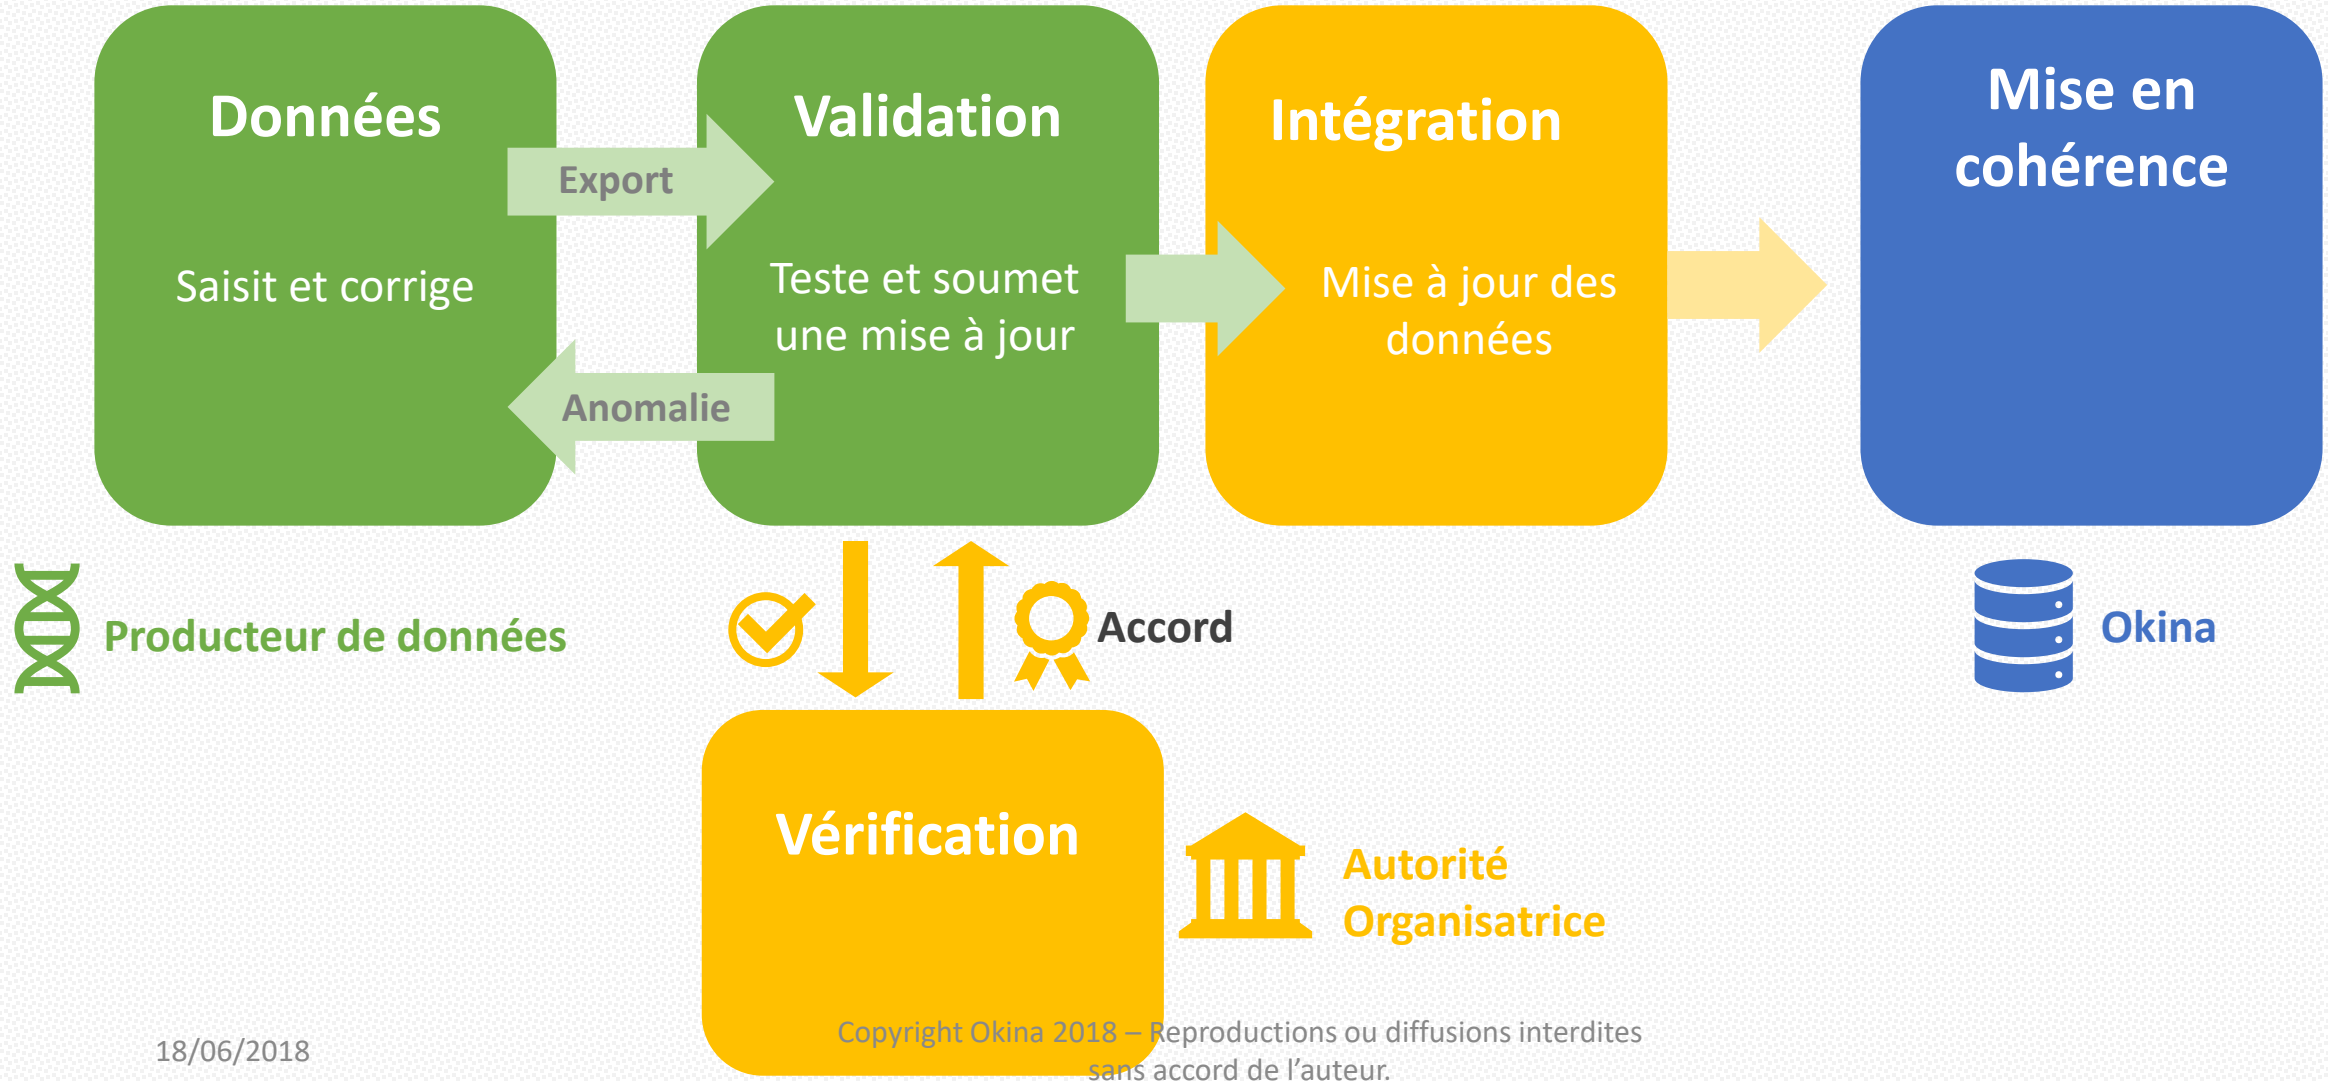 Données
Saisit et corrige
Export
Anomalie
Validation
Teste et soumet
une mise à jour
Intégration
Mise à jour des
données
Mise en
cohérence
Producteur de données
Accord
Okina
Vérification
Autorité
Organisatrice
18/06/2018
Copyright Okina 2018 – Reproductions ou diffusions interdites
sans accord de l’auteur.